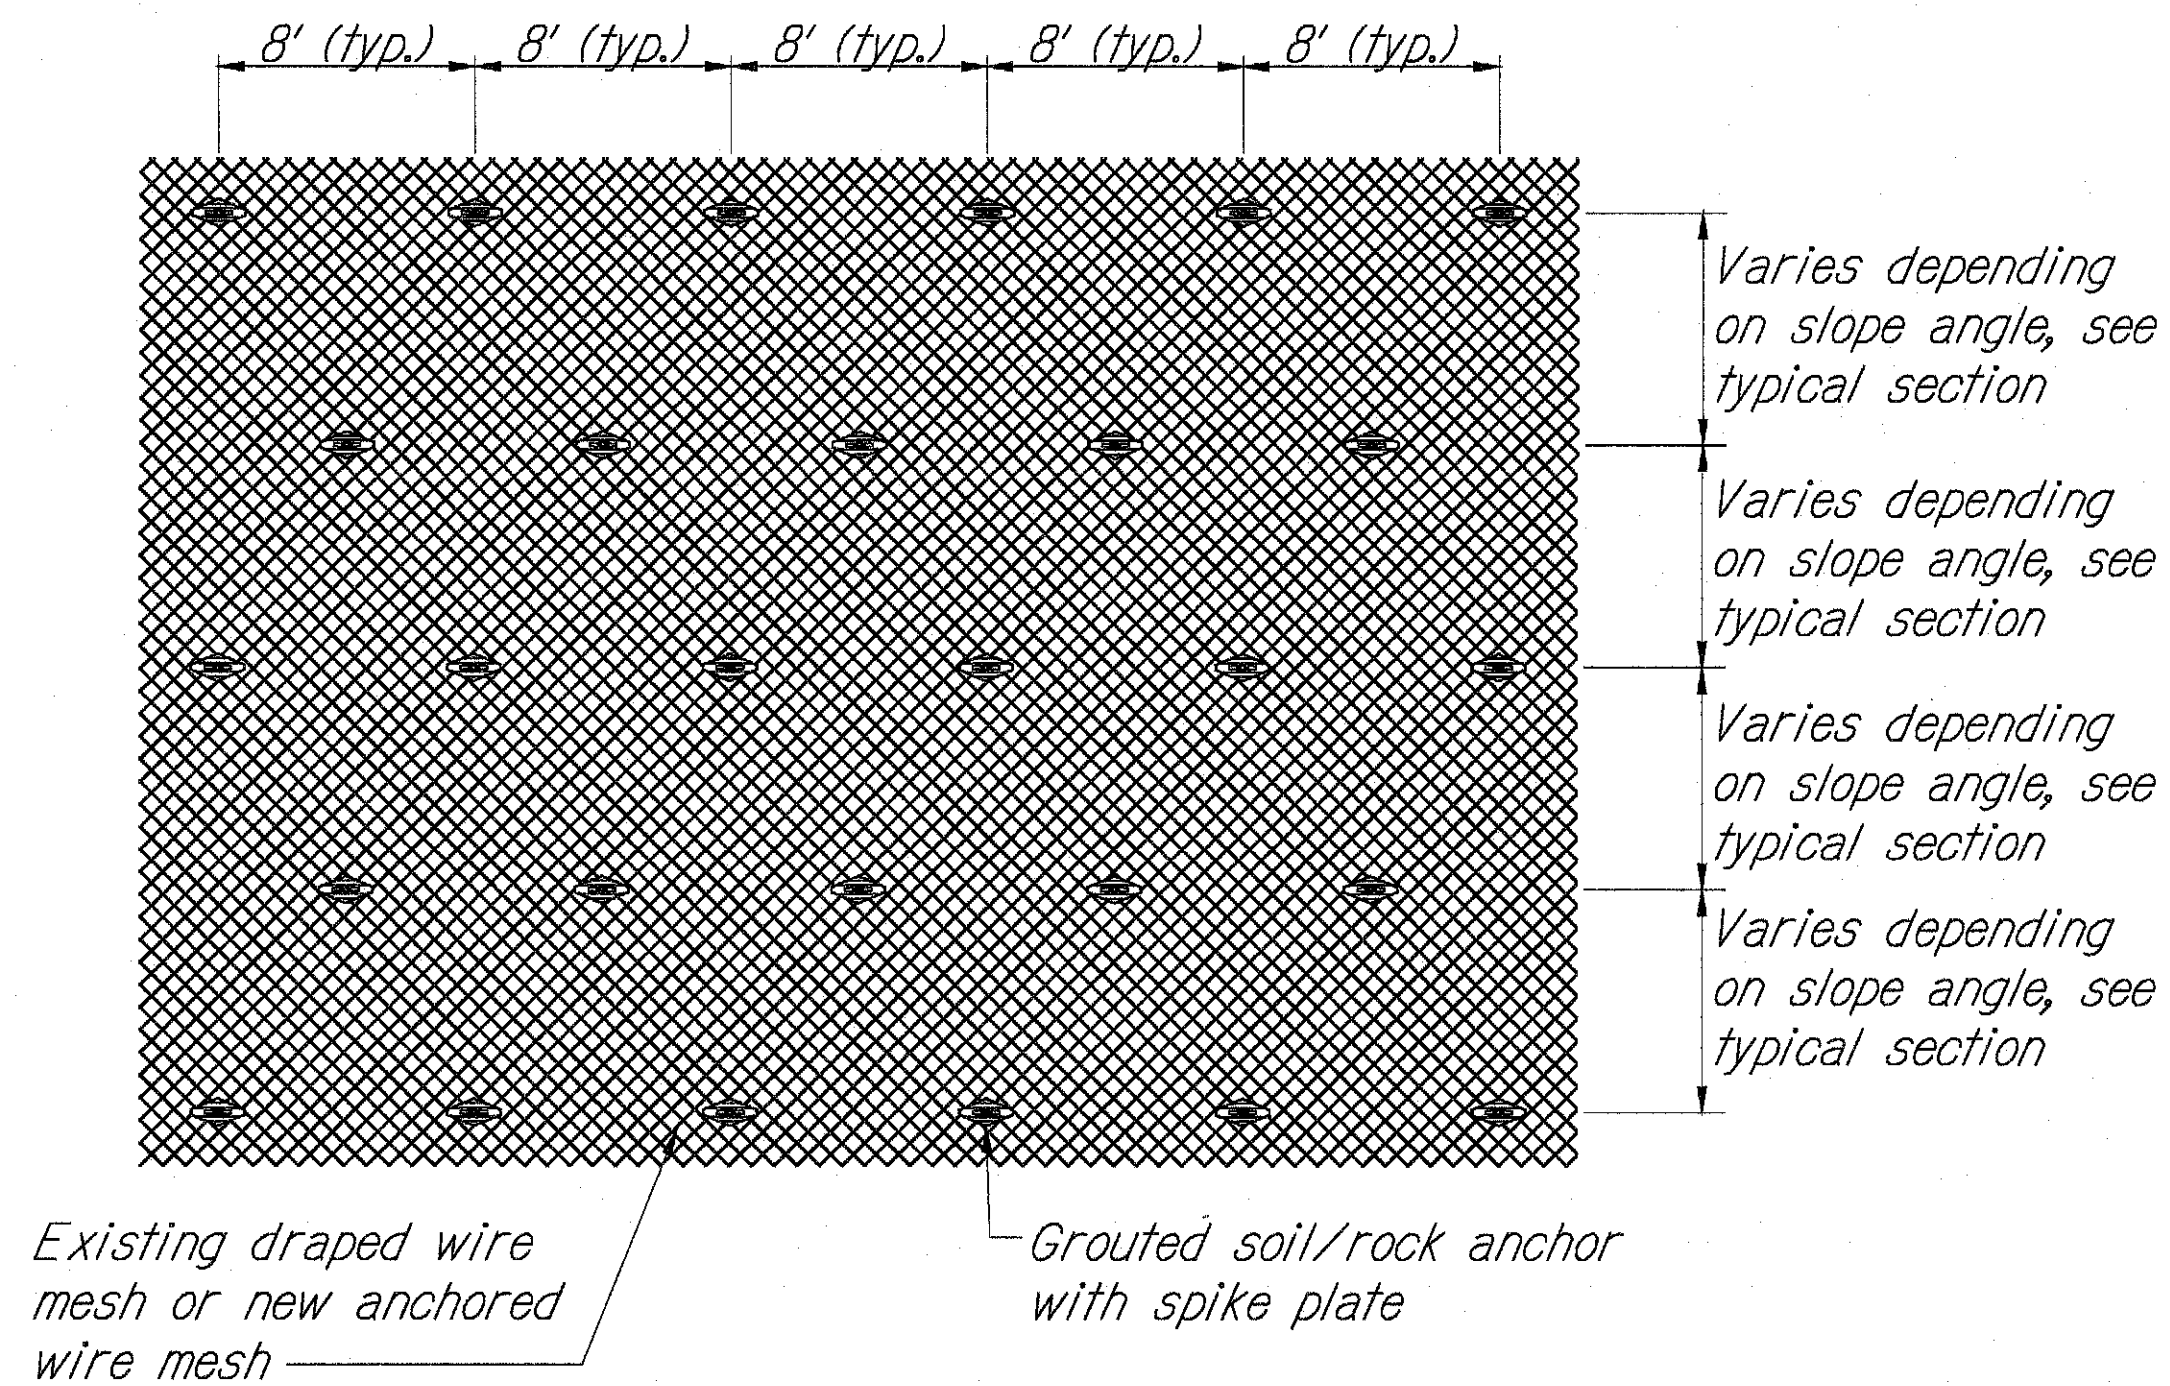 8' (typ.) 8' (typ.) 8' (typ.) 8' (typ.) 8' (typ.)
Varies depending
on slope angle, see
typical section
Varies depending
on slope angle, see
typical section
Varies depending
on slope angle, see
typical section
Varies depending
on slope angle, see
typical section
Existing draped wire
mesh or new anchored
wire mesh
Grouted soil/rock anchor
with spike plate